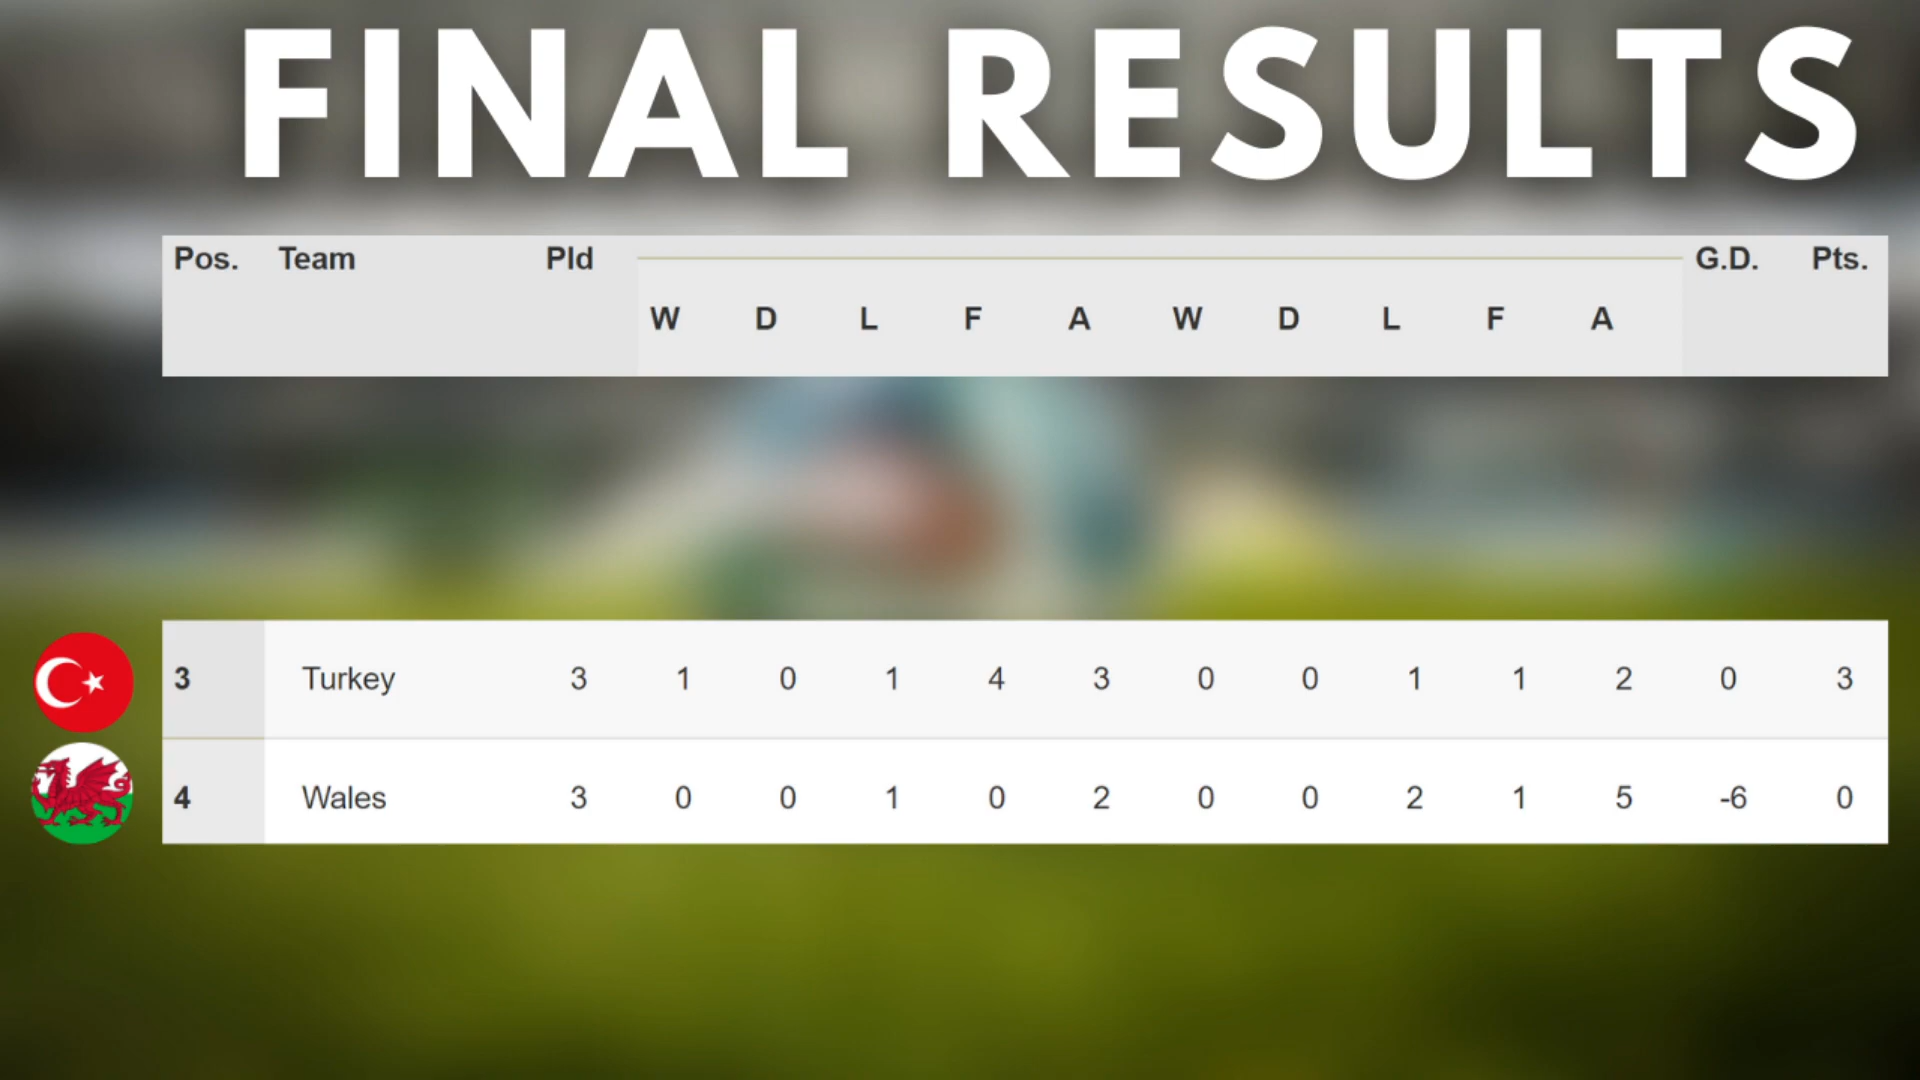 FINAL RESULTS
Pos. Team Pld G.D. Pts.
W D L F A W D L F A
3 Turkey 3 1 0 1 4 3 0 0 1 1 2 0 3
4 Wales 3 0 0 1 0 2 0 0 2 1 5 -6 0